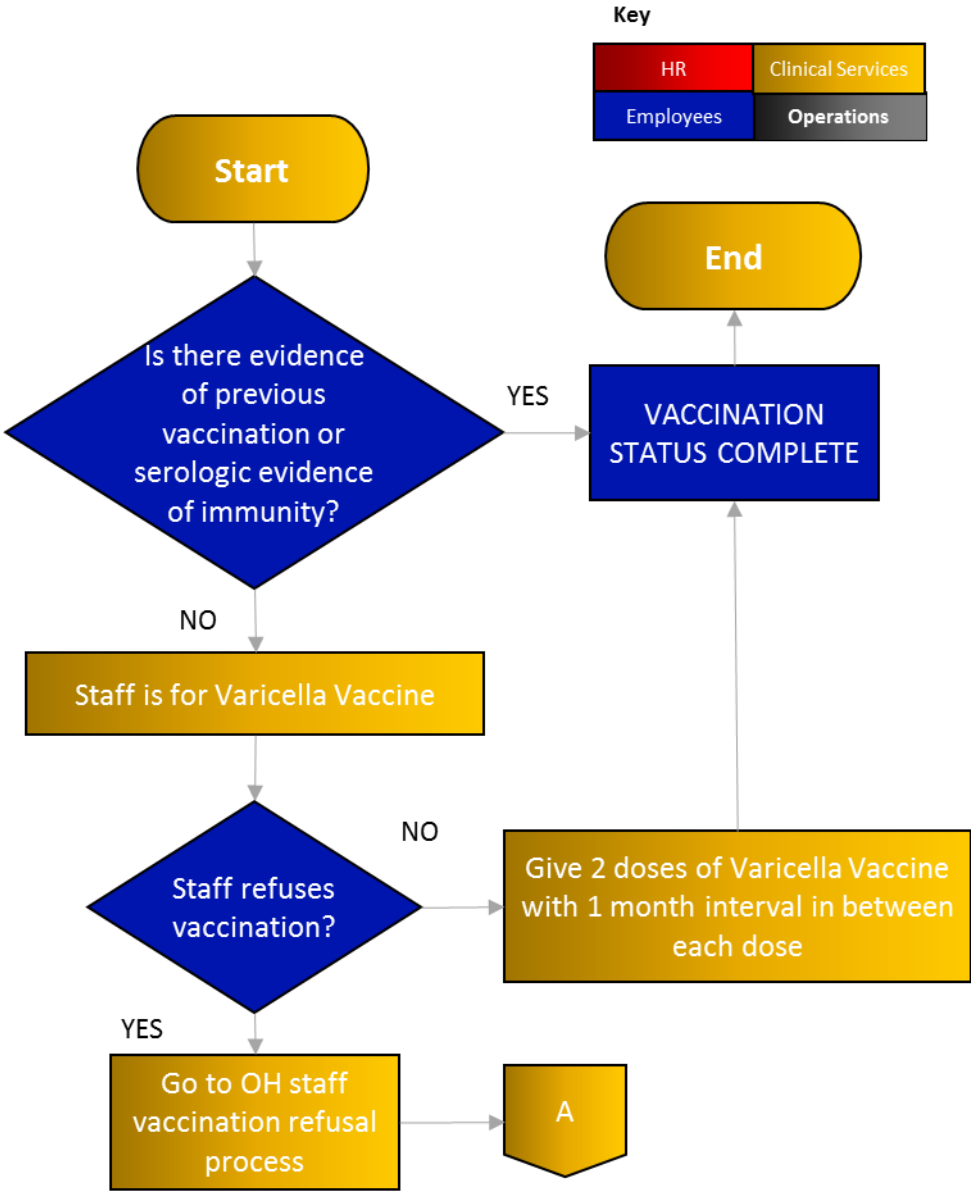 Key
HR
Clinical Services
Employees
Operations
Start
End
Is there evidence
of previous
vaccination or
serologic evidence
of immunity?
YES
VACCINATION
STATUS COMPLETE
NO
Staff is for Varicella Vaccine
Staff refuses
vaccination?
NO
Give 2 doses of Varicella Vaccine
with 1 month interval in between
each dose
YES
Go to OH staff
vaccination refusal
process
A